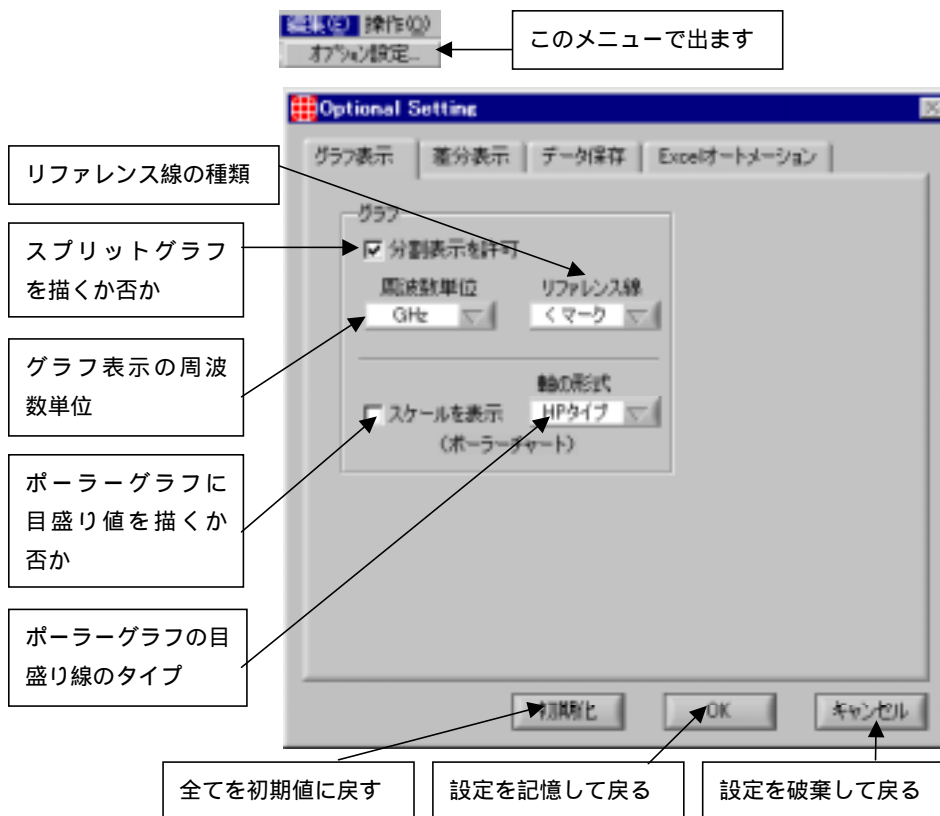 編集(E) 操作(O)
オプション設定...
このメニューで出ます
Optional Setting
グラフ表示 差分表示 データ保存 Excelオートメーション
リファレンス線の種類
グラフ
スプリットグラフ
を描くか否か
分割表示を許可
周波数単位 リファレンス線
GHz <マーク
グラフ表示の周波
数単位
軸の形式
スケールを表示 HPタイプ
(ポーラーチャート)
ポーラーグラフに
目盛り値を描くか
否か
ポーラーグラフの目
盛り線のタイプ
初期化 OK キャンセル
全てを初期値に戻す 設定を記憶して戻る 設定を破棄して戻る